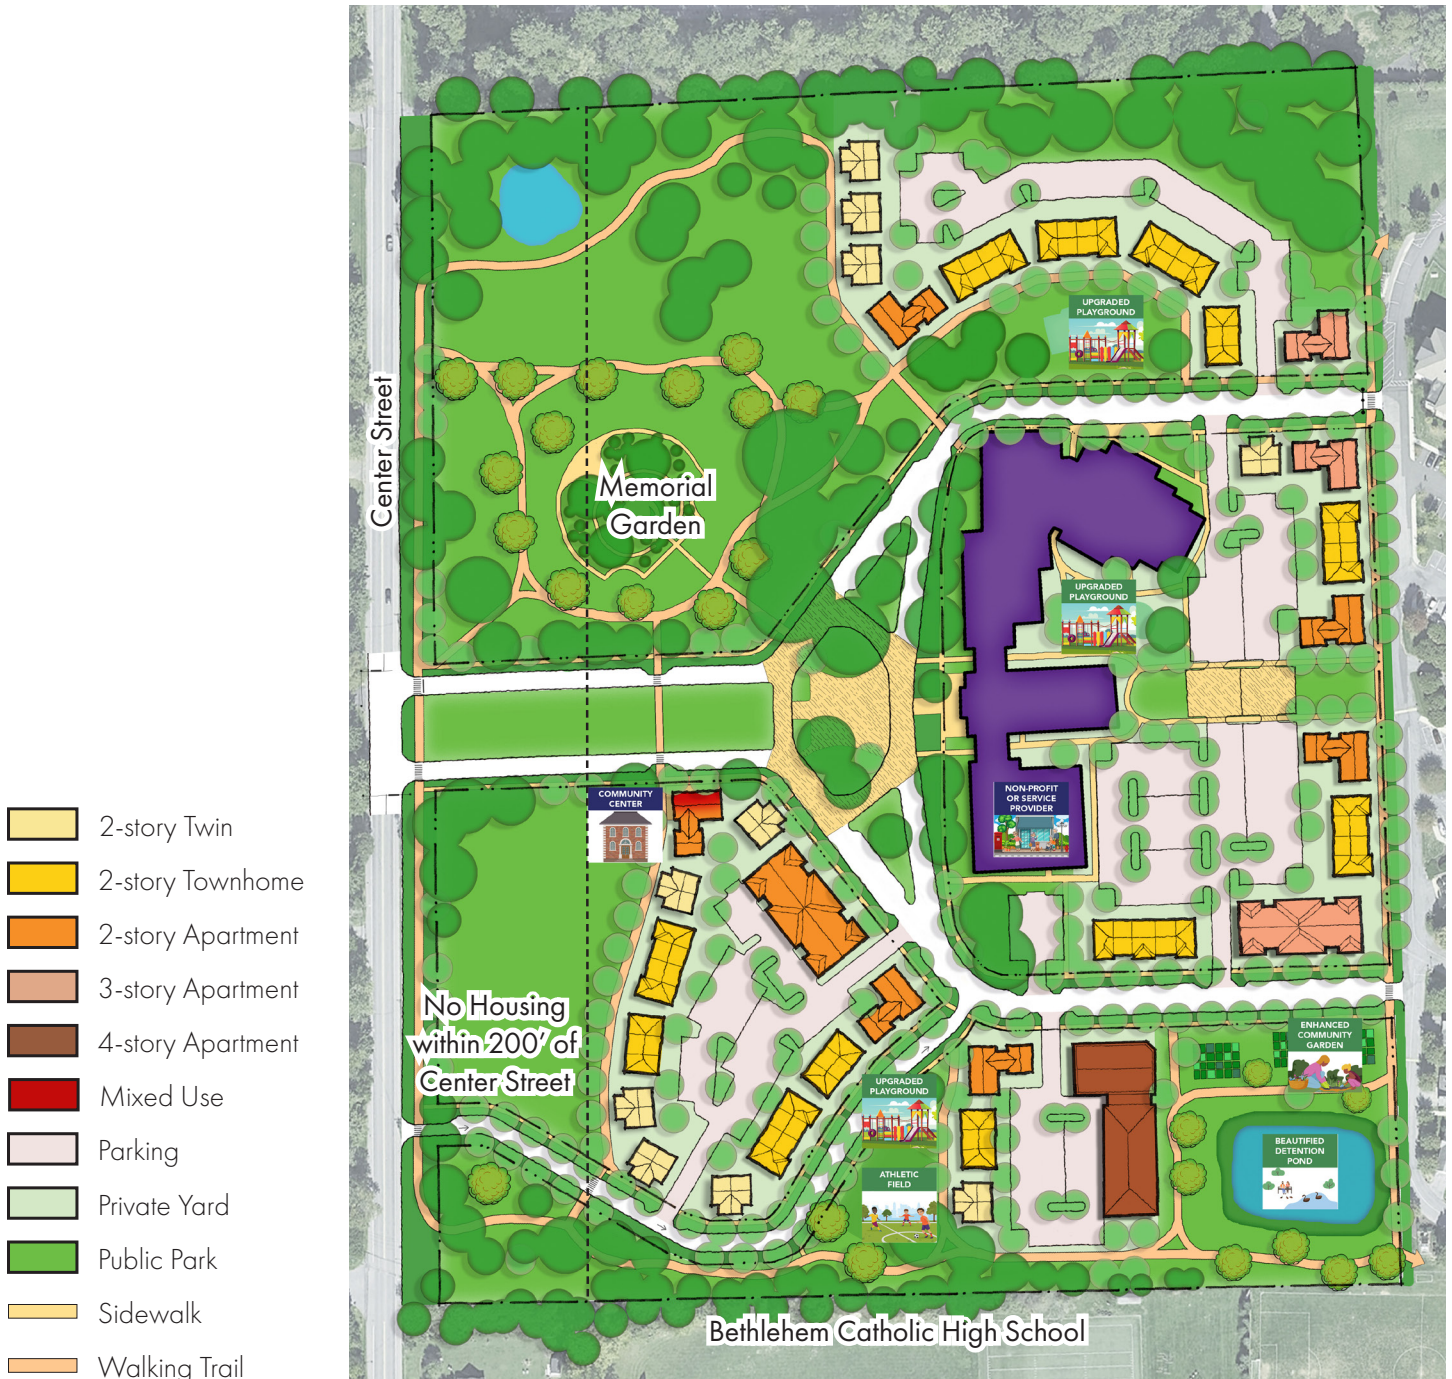 UPGRADED
PLAYGROUND
Center Street
Memorial
Garden
UPGRADED
PLAYGROUND
COMMUNITY
CENTER
NON-PROFIT
OR SERVICE
PROVIDER
No Housing
within 200' of
Center Street
ENHANCED
COMMUNITY
GARDEN
UPGRADED
PLAYGROUND
BEAUTIFIED
DETENTION
POND
ATHLETIC
FIELD
Bethlehem Catholic High School
2-story Twin
2-story Townhome
2-story Apartment
3-story Apartment
4-story Apartment
Mixed Use
Parking
Private Yard
Public Park
Sidewalk
Walking Trail